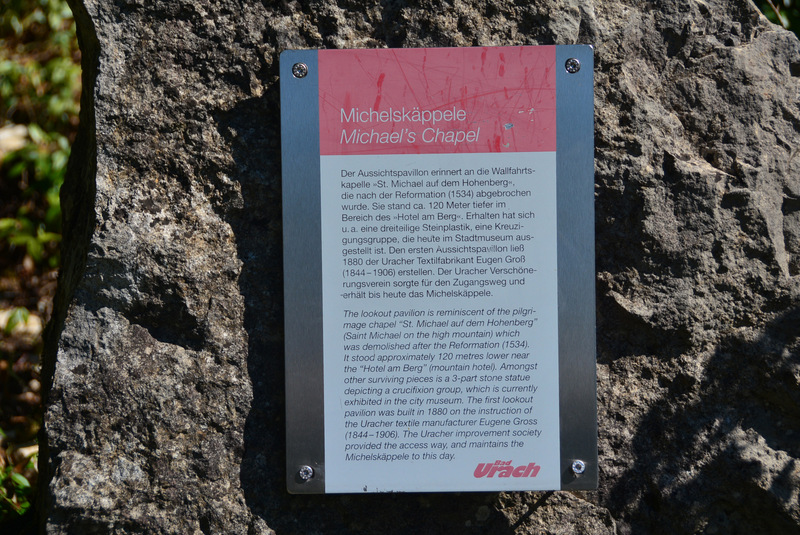 Michelskäppele
Michael's Chapel
Der Aussichtspavillon erinnert an die Wallfahrts-
kapelle »St. Michael auf dem Hohenberg«,
die nach der Reformation (1534) abgebrochen
wurde. Sie stand ca. 120 Meter tiefer im
Bereich des »Hotel am Berg«. Erhalten hat sich
u. a. eine dreiteilige Steinplastik, eine Kreuzi-
gungsgruppe, die heute im Stadtmuseum aus-
gestellt ist. Den ersten Aussichtspavillon ließ
1880 der Uracher Textilfabrikant Eugen Groß
(1844–1906) erstellen. Der Uracher Verschöne-
rungsverein sorgte für den Zugangsweg und
erhält bis heute das Michelskäppele.
The lookout pavilion is reminiscent of the pilgri-
mage chapel "St. Michael auf dem Hohenberg"
(Saint Michael on the high mountain) which
was demolished after the Reformation (1534).
It stood approximately 120 metres lower near
the "Hotel am Berg" (mountain hotel). Amongst
other surviving pieces is a 3-part stone statue
depicting a crucifixion group, which is currently
exhibited in the city museum. The first lookout
pavilion was built in 1880 on the instruction of
the Uracher textile manufacturer Eugene Gross
(1844–1906). The Uracher improvement society
provided the access way, and maintains the
Michelskäppele to this day.
Bad
Urach